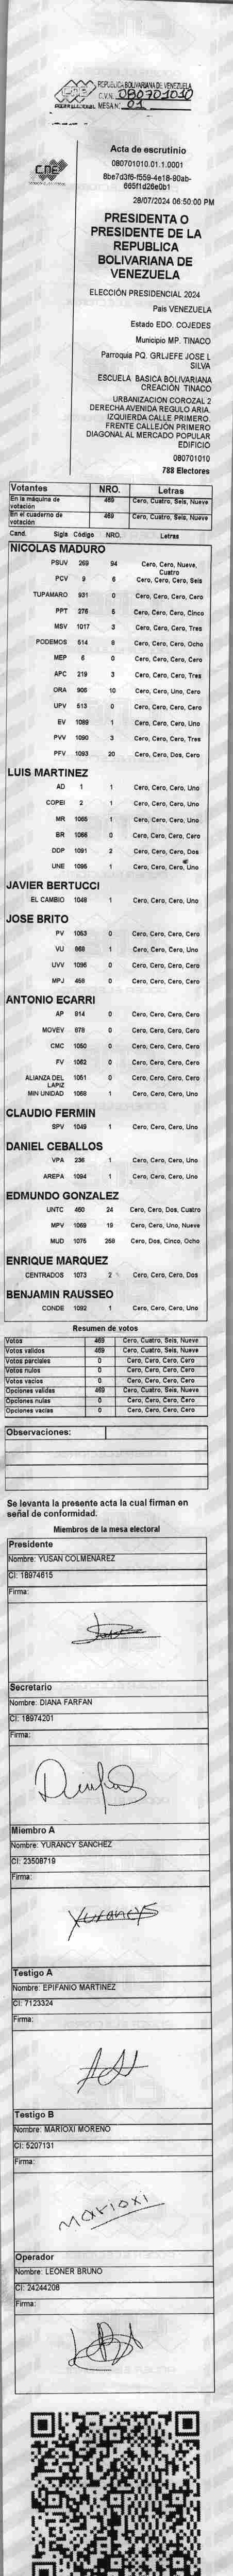 REPUBLICA BOLIVARIANA DE VENEZUELA
CNE C.V.N: 080701010
PODER ELECTORAL MESA N: 01
Acta de escrutinio
080701010.01.1.0001
8be7d3f6-f559-4e18-90ab-
665f1d26e0b1
28/07/2024 06:50:00 PM
CNE
PRESIDENTA O
PRESIDENTE DE LA
REPUBLICA
BOLIVARIANA DE
VENEZUELA
ELECCIÓN PRESIDENCIAL 2024
Pais VENEZUELA
Estado EDO. COJEDES
Municipio MP. TINACO
Parroquia PQ. GRLJEFE JOSE L
SILVA
ESCUELA BASICA BOLIVARIANA
CREACIÓN TINACO
URBANIZACION COROZAL 2
DERECHA AVENIDA REGULO ARIA.
IZQUIERDA CALLE PRIMERO.
FRENTE CALLEJÓN PRIMERO
DIAGONAL AL MERCADO POPULAR
EDIFICIO
080701010
788 Electores
Votantes NRO. Letras
En la máquina de votación 469 Cero, Cuatro, Seis, Nueve
En el cuaderno de votación 469 Cero, Cuatro, Seis, Nueve
Cand. Sigla Código NRO. Letras
NICOLAS MADURO
PSUV 269 94 Cero, Cero, Nueve, Cuatro
PCV 9 6 Cero, Cero, Cero, Seis
TUPAMARO 931 0 Cero, Cero, Cero, Cero
PPT 276 5 Cero, Cero, Cero, Cinco
MSV 1017 3 Cero, Cero, Cero, Tres
PODEMOS 514 8 Cero, Cero, Cero, Ocho
MEP 6 0 Cero, Cero, Cero, Cero
APC 219 3 Cero, Cero, Cero, Tres
ORA 906 10 Cero, Cero, Uno, Cero
UPV 513 0 Cero, Cero, Cero, Cero
EV 1089 1 Cero, Cero, Cero, Uno
PVV 1090 3 Cero, Cero, Cero, Tres
PFV 1093 20 Cero, Cero, Dos, Cero
LUIS MARTINEZ
AD 1 1 Cero, Cero, Cero, Uno
COPEI 2 1 Cero, Cero, Cero, Uno
MR 1065 1 Cero, Cero, Cero, Uno
BR 1066 0 Cero, Cero, Cero, Cero
DDP 1091 2 Cero, Cero, Cero, Dos
UNE 1095 1 Cero, Cero, Cero, Uno
JAVIER BERTUCCI
EL CAMBIO 1048 1 Cero, Cero, Cero, Uno
JOSE BRITO
PV 1053 0 Cero, Cero, Cero, Cero
VU 868 1 Cero, Cero, Cero, Uno
UVV 1096 0 Cero, Cero, Cero, Cero
MPJ 458 0 Cero, Cero, Cero, Cero
ANTONIO ECARRI
AP 814 0 Cero, Cero, Cero, Cero
MOVEV 878 0 Cero, Cero, Cero, Cero
CMC 1050 0 Cero, Cero, Cero, Cero
FV 1062 0 Cero, Cero, Cero, Cero
ALIANZA DEL LAPIZ 1051 0 Cero, Cero, Cero, Cero
MIN UNIDAD 1068 1 Cero, Cero, Cero, Uno
CLAUDIO FERMIN
SPV 1049 1 Cero, Cero, Cero, Uno
DANIEL CEBALLOS
VPA 236 1 Cero, Cero, Cero, Uno
AREPA 1094 1 Cero, Cero, Cero, Uno
EDMUNDO GONZALEZ
UNTC 450 24 Cero, Cero, Dos, Cuatro
MPV 1069 19 Cero, Cero, Uno, Nueve
MUD 1075 258 Cero, Dos, Cinco, Ocho
ENRIQUE MARQUEZ
CENTRADOS 1073 2 Cero, Cero, Cero, Dos
BENJAMIN RAUSSEO
CONDE 1092 1 Cero, Cero, Cero, Uno
Resumen de votos
Votos 469 Cero, Cuatro, Seis, Nueve
Votos validos 469 Cero, Cuatro, Seis, Nueve
Votos parciales 0 Cero, Cero, Cero, Cero
Votos nulos 0 Cero, Cero, Cero, Cero
Votos vacios 0 Cero, Cero, Cero, Cero
Opciones validas 469 Cero, Cuatro, Seis, Nueve
Opciones nulas 0 Cero, Cero, Cero, Cero
Opciones vacias 0 Cero, Cero, Cero, Cero
Observaciones:
Se levanta la presente acta la cual firman en
señal de conformidad.
Miembros de la mesa electoral
Presidente
Nombre: YUSAN COLMENAREZ
CI: 18974615
Firma:
Secretario
Nombre: DIANA FARFAN
CI: 18974201
Firma:
Miembro A
Nombre: YURANCY SANCHEZ
CI: 23508719
Firma:
Yurancys
Testigo A
Nombre: EPIFANIO MARTINEZ
CI: 7123324
Firma:
Testigo B
Nombre: MARIOXI MORENO
CI: 5207131
Firma:
Marioxi
Operador
Nombre: LEONER BRUNO
CI: 24244206
Firma: